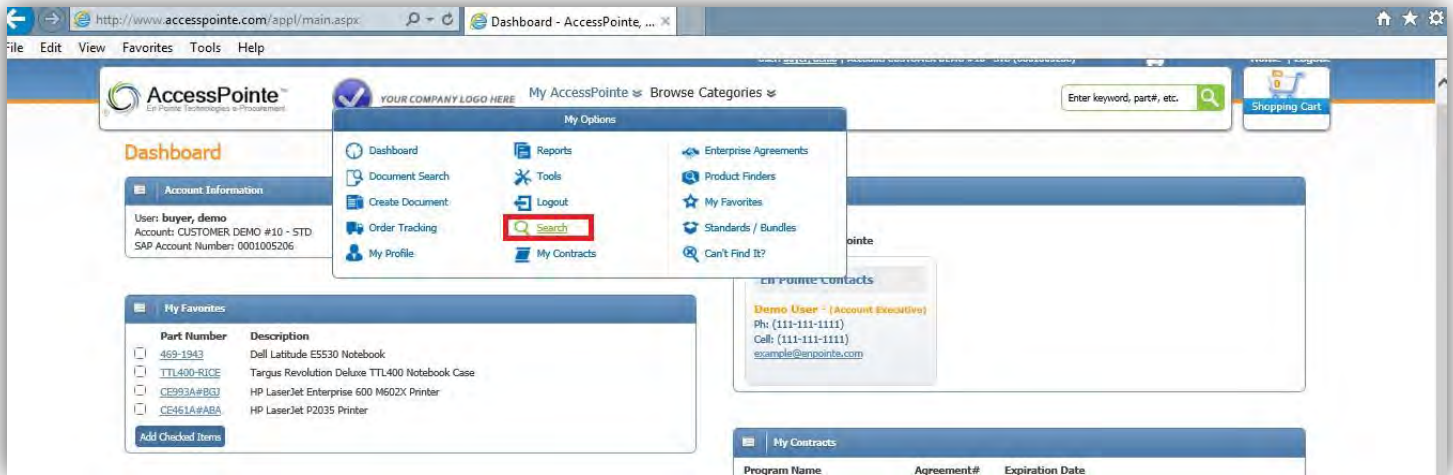 http://www.accesspointe.com/appl/main.aspx
Dashboard - AccessPointe, ...
File Edit View Favorites Tools Help
AccessPointe
En Pointe Technologies e-Procurement
YOUR COMPANY LOGO HERE
My AccessPointe Browse Categories
Enter keyword, part#, etc.
0
Shopping Cart
My Options
Dashboard Reports Enterprise Agreements
Document Search Tools Product Finders
Create Document Logout My Favorites
Order Tracking Search Standards / Bundles
My Profile My Contracts Can't Find It?
Dashboard
Account Information
User: buyer, demo
Account: CUSTOMER DEMO #10 - STD
SAP Account Number: 0001005206
My Favorites
Part Number Description
469-1943 Dell Latitude E5530 Notebook
TTL400-RICE Targus Revolution Deluxe TTL400 Notebook Case
CE993A#BGJ HP LaserJet Enterprise 600 M602X Printer
CE461A#ABA HP LaserJet P2035 Printer
Add Checked Items
ointe
En Pointe Contacts
Demo User - (Account Executive)
Ph: (111-111-1111)
Cell: (111-111-1111)
example@enpointe.com
My Contracts
Program Name Agreement# Expiration Date